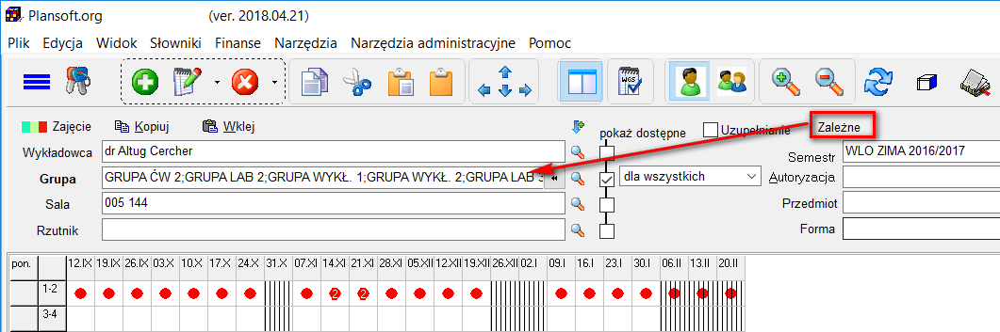 Plansoft.org (ver. 2018.04.21)
Plik Edycja Widok Słowniki Finanse Narzędzia Narzędzia administracyjne Pomoc
WGS
Zajęcie Kopiuj Wklej pokaż dostępne Uzupełnianie Zależne
Wykładowca dr Altug Cercher Semestr WLO ZIMA 2016/2017
Grupa GRUPA ĆW 2;GRUPA LAB 2;GRUPA WYKŁ. 1;GRUPA WYKŁ. 2;GRUPA LAB dla wszystkich Autoryzacja
Sala 005 144 Przedmiot
Rzutnik Forma
pon. 12.IX 19.IX 26.IX 03.X 10.X 17.X 24.X 31.X 07.XI 14.XI 21.XI 28.XI 05.XII 12.XII 19.XII 26.XII 02.I 09.I 16.I 23.I 30.I 06.II 13.II 20.II
1-2 2 2
3-4